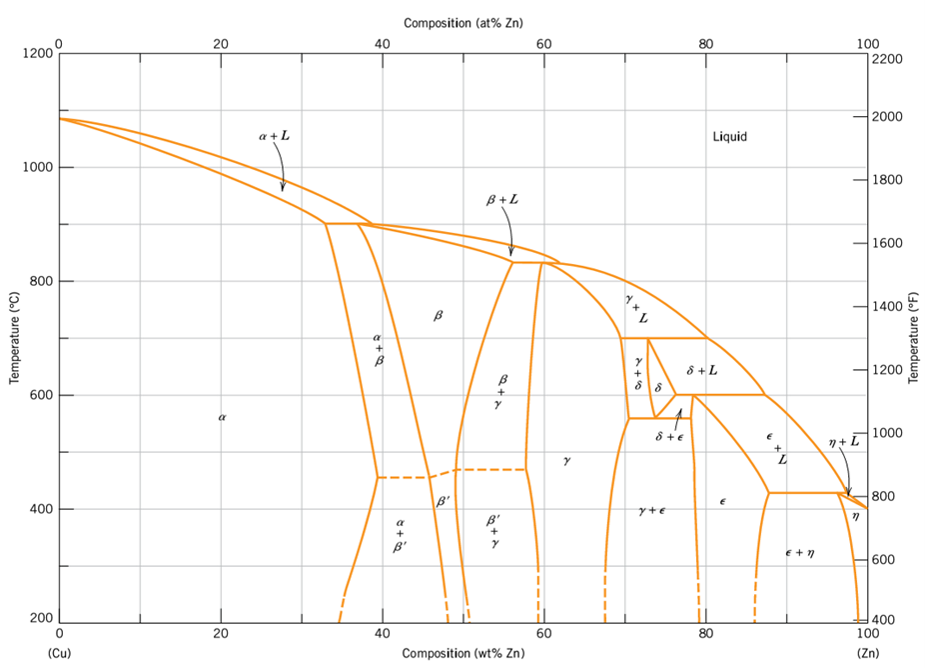 Composition (at% Zn)
0 20 40 60 80 100
1200
2200
2000
α + L
Liquid
1000
1800
β + L
1600
800
γ
+
L
1400
β
α
+
β
γ
+
δ
δ
δ + L
1200
β
+
γ
600
α
δ + ϵ
ϵ
+
L
η + L
1000
γ
800
β′
γ + ϵ
ϵ
η
400
α
+
β′
β′
+
γ
ϵ + η
600
200
400
Temperature (°C)
Temperature (°F)
0 20 40 60 80 100
(Cu)
Composition (wt% Zn)
(Zn)